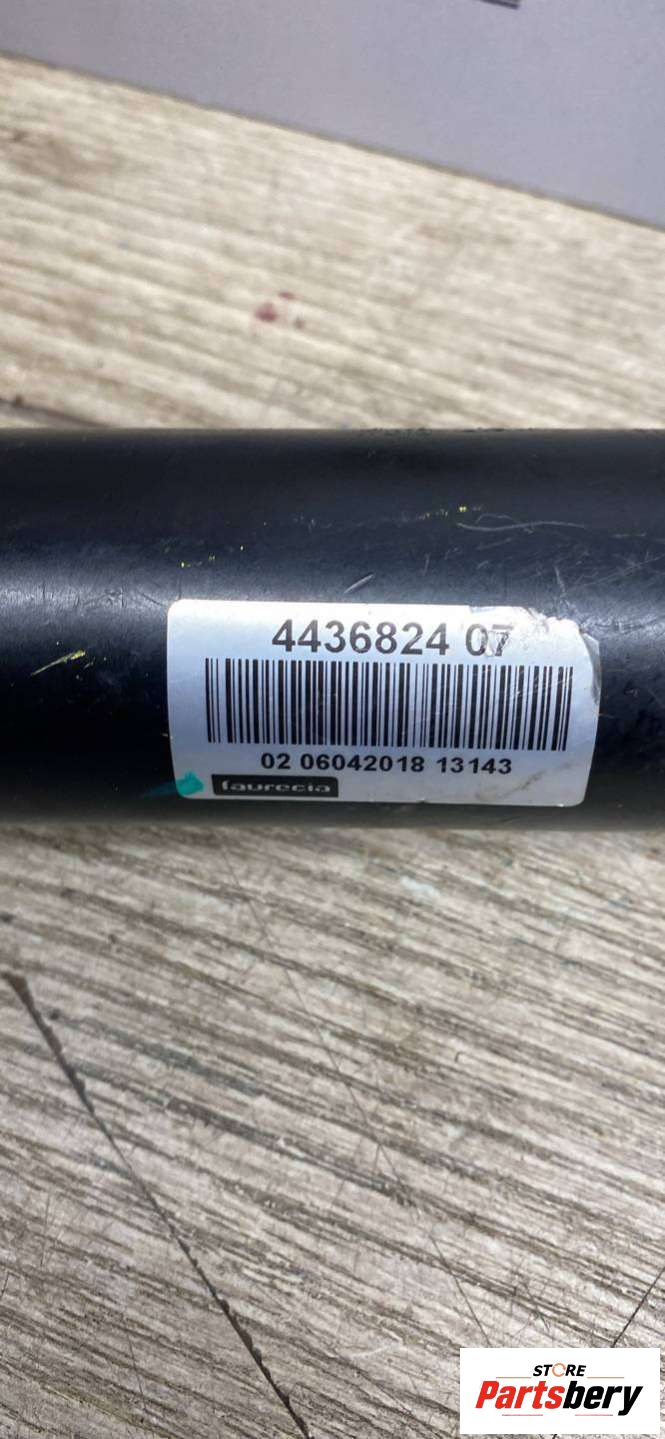 4436824 07
02 06042018 13143
faurecia
STORE
Partsbery